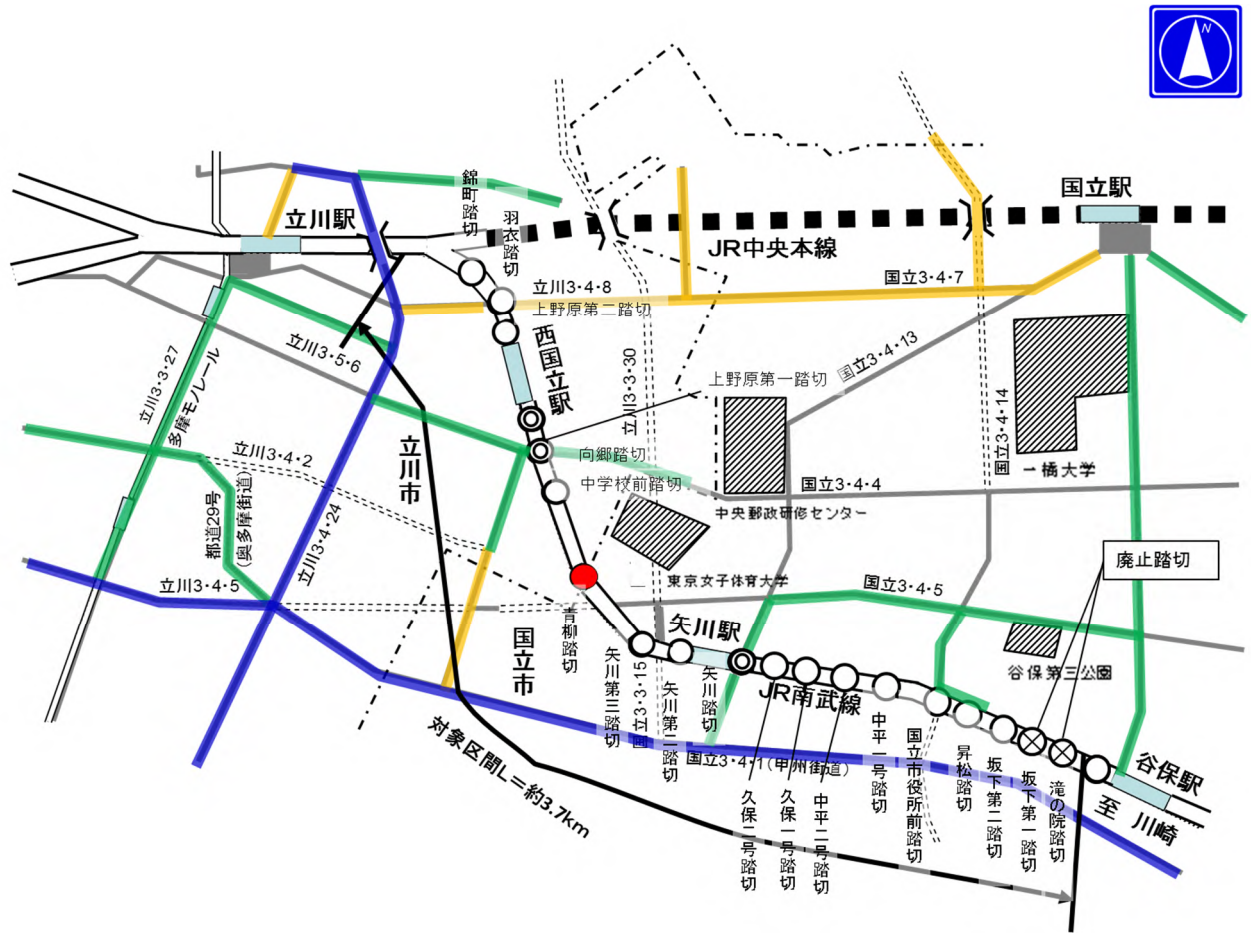 N
国立駅
錦町踏切
羽衣踏切
立川駅
JR中央本線
国立3・4・7
立川3・4・8
上野原第二踏切
西国立駅
立川3・5・6
立川3・3・27
多摩モノレール
立川3・3・30
上野原第一踏切
国立3・4・13
国立3・4・14
一橋大学
立川市
立川3・4・2
向郷踏切
中学校前踏切
国立3・4・4
中央郵政研修センター
都道29号
(奥多摩街道)
立川3・4・24
廃止踏切
東京女子体育大学
立川3・4・5
国立3・4・5
青柳踏切
国立市
矢川駅
谷保第三公園
矢川第三踏切
国立3・3・15
矢川第二踏切
矢川踏切
JR南武線
中平一号踏切
国立市役所前踏切
昇松踏切
坂下第二踏切
坂下第一踏切
滝の院踏切
谷保駅
至 川崎
対象区間L=約3.7km
国立3・4・1(甲州街道)
久保二号踏切
久保一号踏切
中平二号踏切